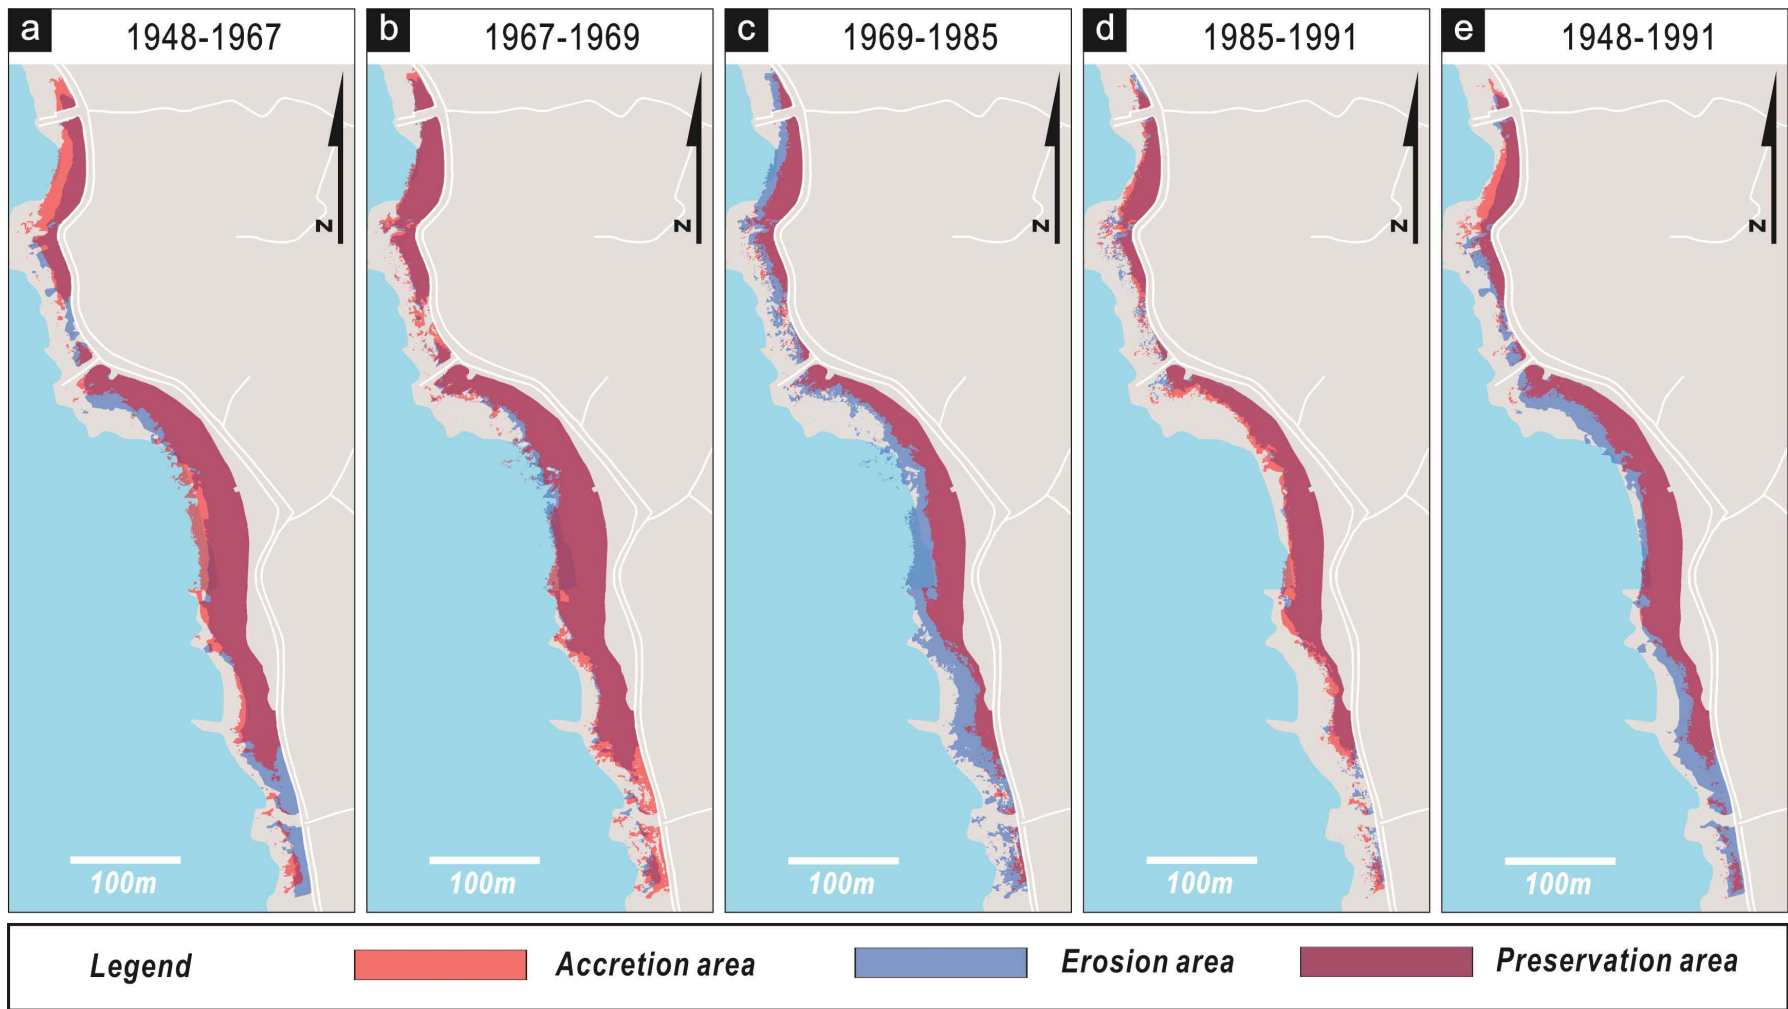 a 1948-1967
b 1967-1969
c 1969-1985
d 1985-1991
e 1948-1991
N
N
N
N
N
100m
100m
100m
100m
100m
Legend Accretion area Erosion area Preservation area